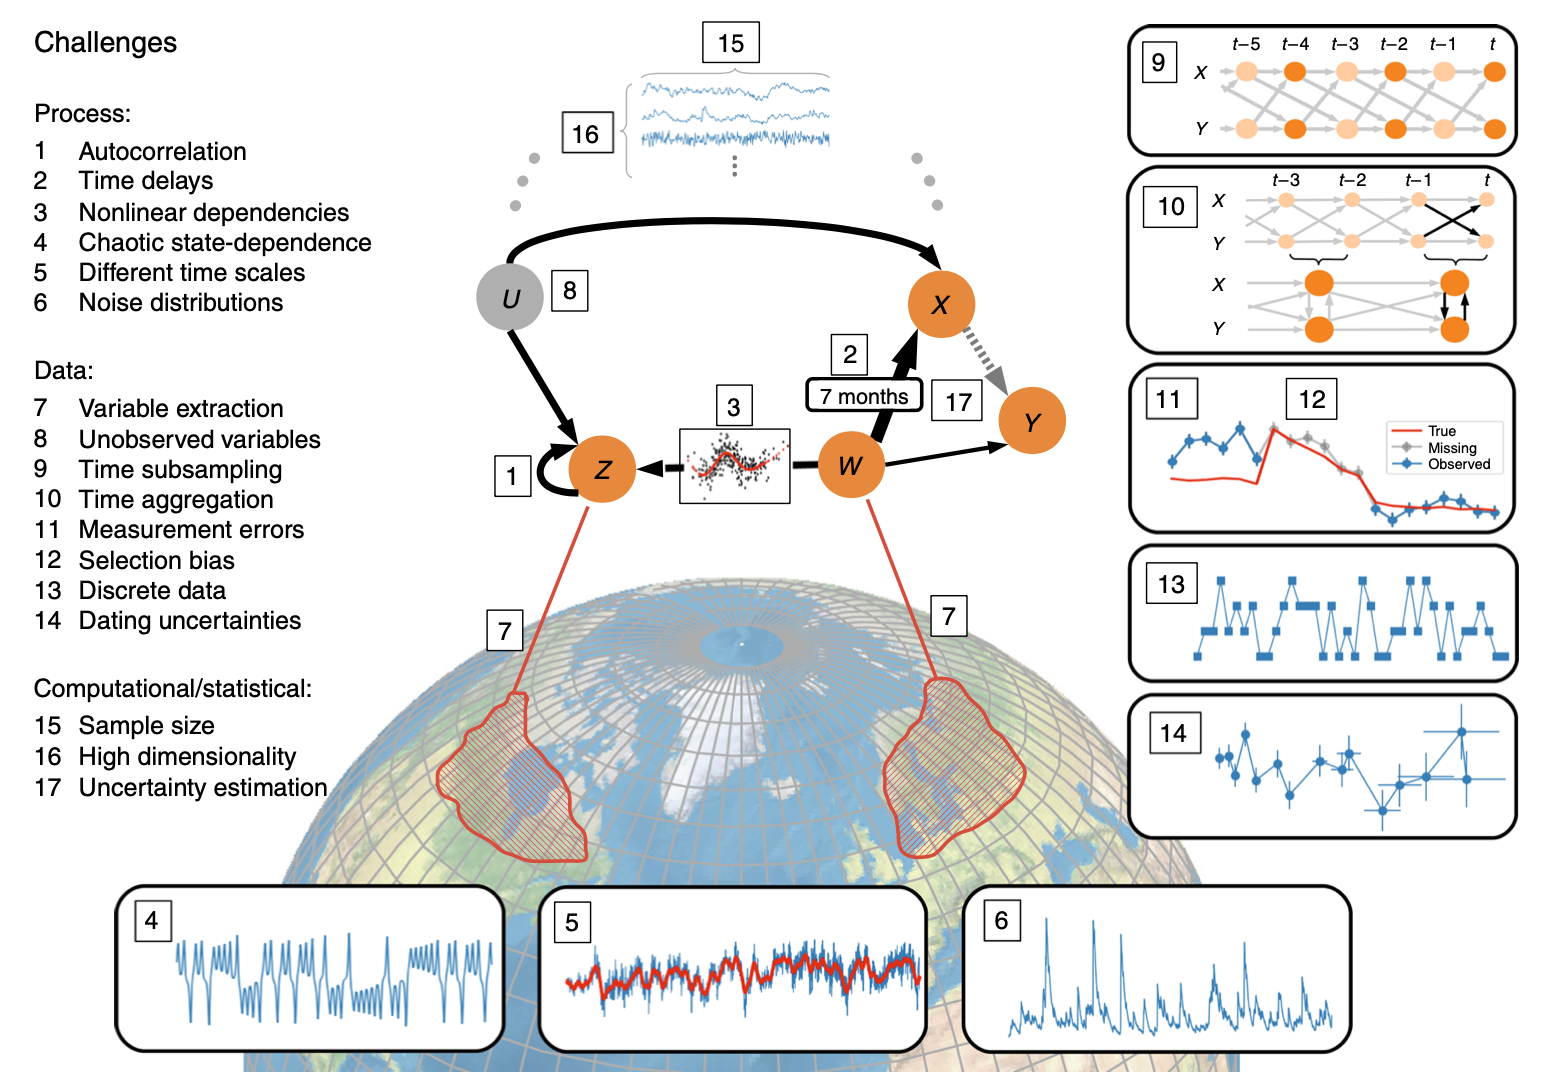 Challenges
Process:
1 Autocorrelation
2 Time delays
3 Nonlinear dependencies
4 Chaotic state-dependence
5 Different time scales
6 Noise distributions
Data:
7 Variable extraction
8 Unobserved variables
9 Time subsampling
10 Time aggregation
11 Measurement errors
12 Selection bias
13 Discrete data
14 Dating uncertainties
Computational/statistical:
15 Sample size
16 High dimensionality
17 Uncertainty estimation
15
16
U
8
X
2
7 months
17
3
Y
1
Z
W
7
7
9
t–5 t–4 t–3 t–2 t–1 t
X
Y
10
t–3 t–2 t–1 t
X
Y
X
Y
11
12
True
Missing
Observed
13
14
4
5
6